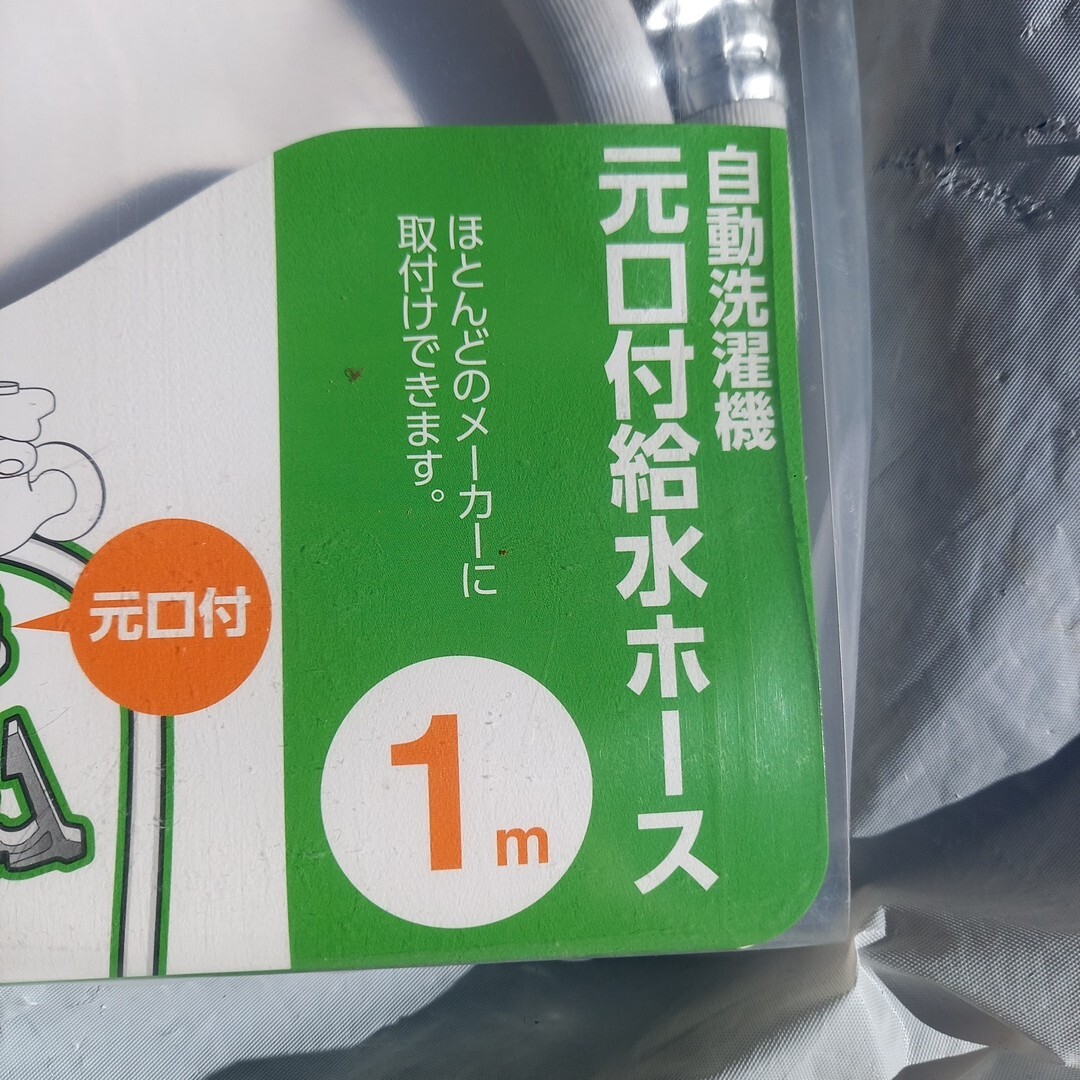 自動洗濯機
元口付給水ホース
ほとんどのメーカーに
取付けできます。
元口付
1m